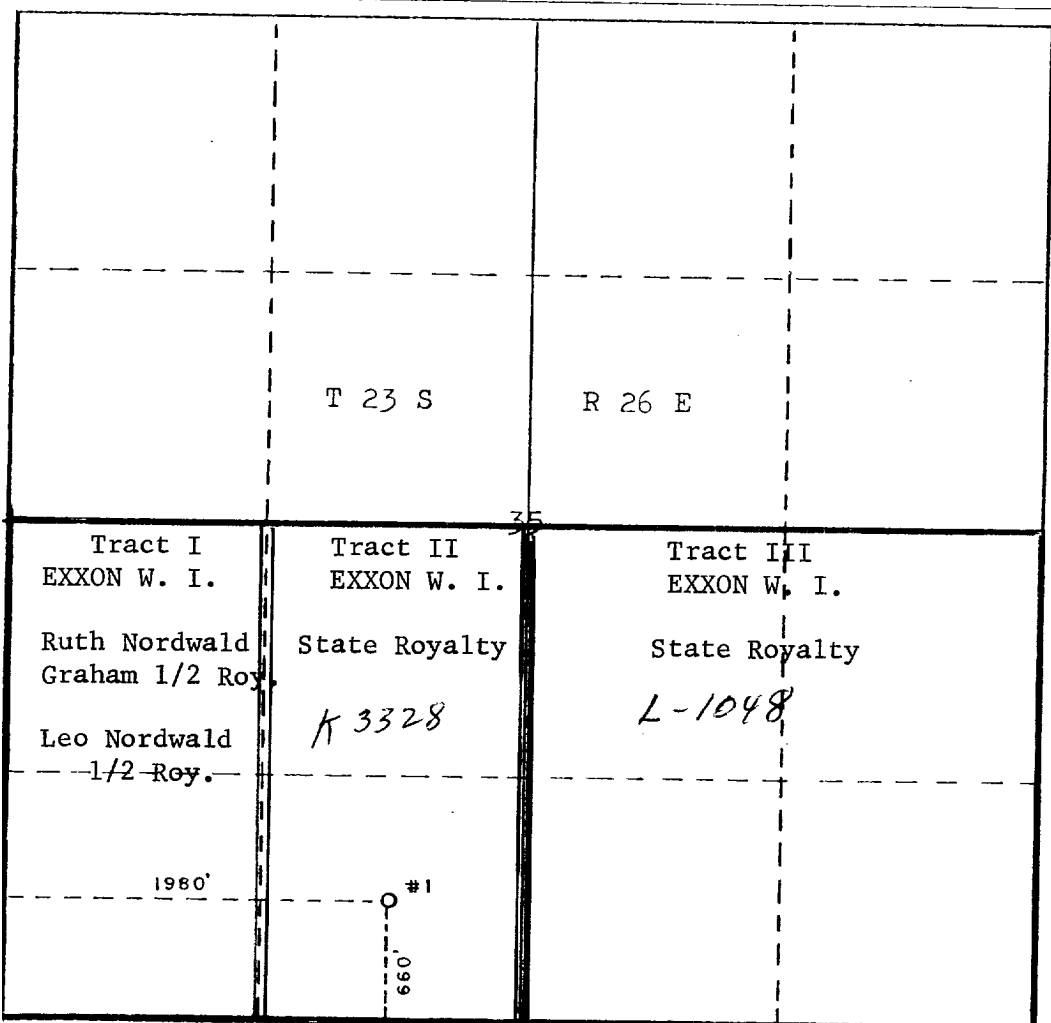 T 23 S
R 26 E
35
Tract I
EXXON W. I.
Ruth Nordwald
Graham 1/2 Roy.
Leo Nordwald
1/2 Roy.
Tract II
EXXON W. I.
State Royalty
K 3328
Tract III
EXXON W. I.
State Royalty
L-1048
1980'
#1
660'